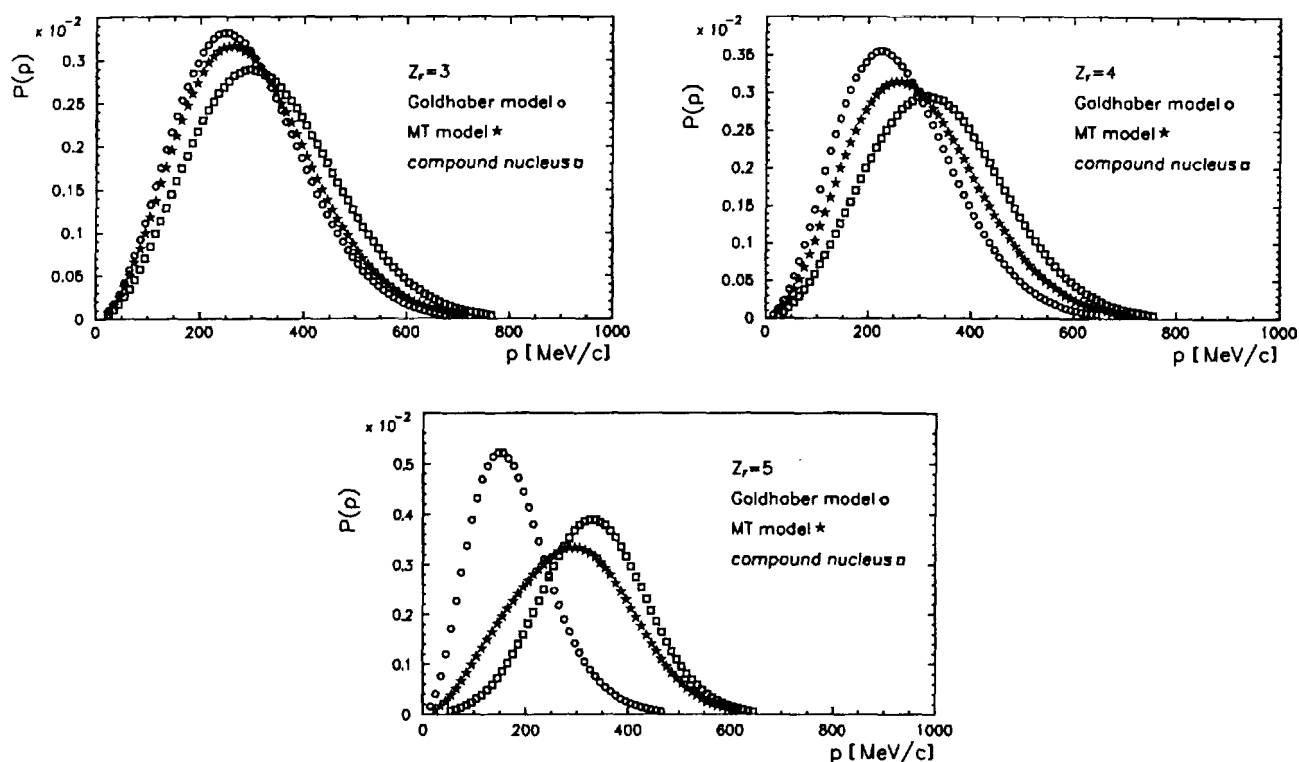 x 10⁻²
P(p)
0.3
0.25
0.2
0.15
0.1
0.05
0
0 200 400 600 800 1000
p [MeV/c]
Zᵣ=3
Goldhaber model o
MT model ★
compound nucleus □
x 10⁻²
P(p)
0.35
0.3
0.25
0.2
0.15
0.1
0.05
0
0 200 400 600 800 1000
p [MeV/c]
Zᵣ=4
Goldhaber model o
MT model ★
compound nucleus □
x 10⁻²
P(p)
0.5
0.4
0.3
0.2
0.1
0
0 200 400 600 800 1000
p [MeV/c]
Zᵣ=5
Goldhaber model o
MT model ★
compound nucleus □